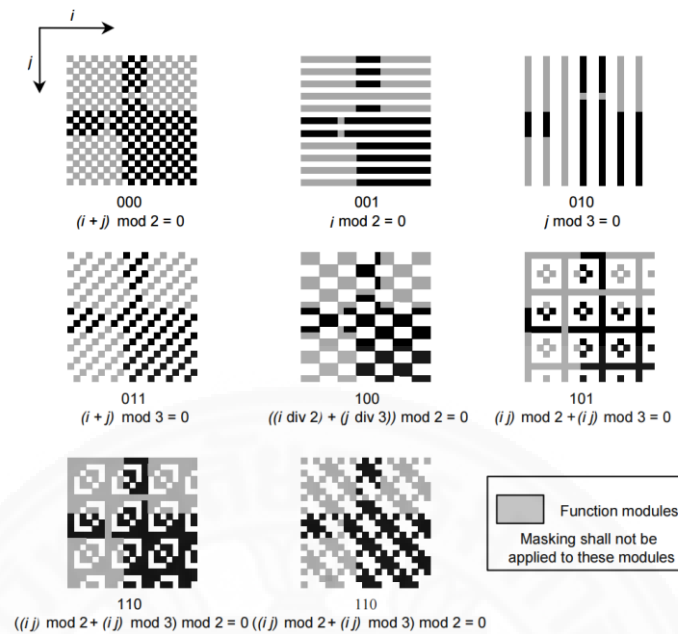 i
j
000
(i + j) mod 2 = 0
001
i mod 2 = 0
010
j mod 3 = 0
011
(i + j) mod 3 = 0
100
((i div 2) + (j div 3)) mod 2 = 0
101
(i j) mod 2 + (i j) mod 3 = 0
110
((i j) mod 2 + (i j) mod 3) mod 2 = 0
110
((i j) mod 2 + (i j) mod 3) mod 2 = 0
Function modules
Masking shall not be
applied to these modules